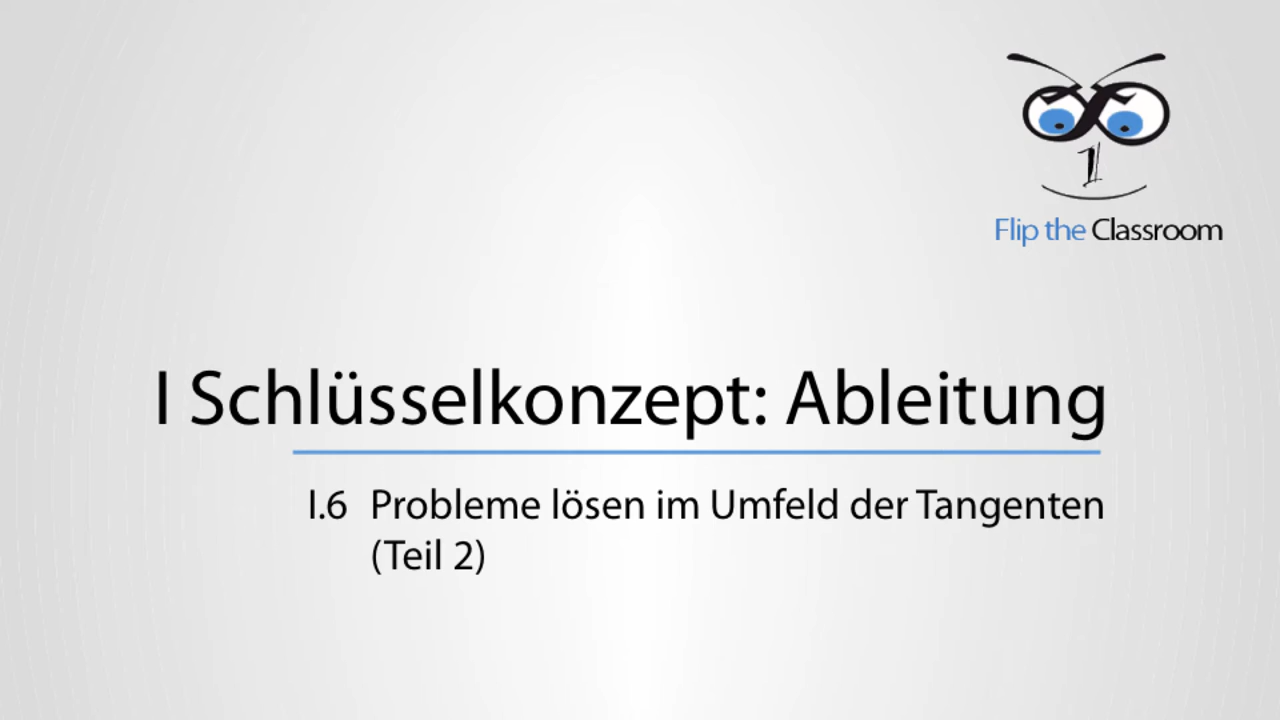 Flip the Classroom
I Schlüsselkonzept: Ableitung
I.6 Probleme lösen im Umfeld der Tangenten
(Teil 2)